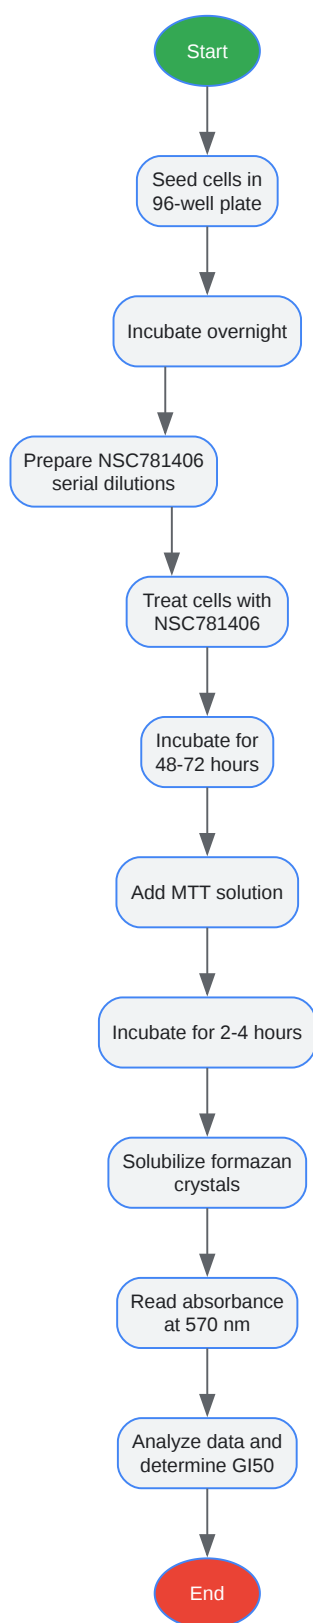 Start
Seed cells in
96-well plate
Incubate overnight
Prepare NSC781406
serial dilutions
Treat cells with
NSC781406
Incubate for
48-72 hours
Add MTT solution
Incubate for 2-4 hours
Solubilize formazan
crystals
Read absorbance
at 570 nm
Analyze data and
determine GI50
End